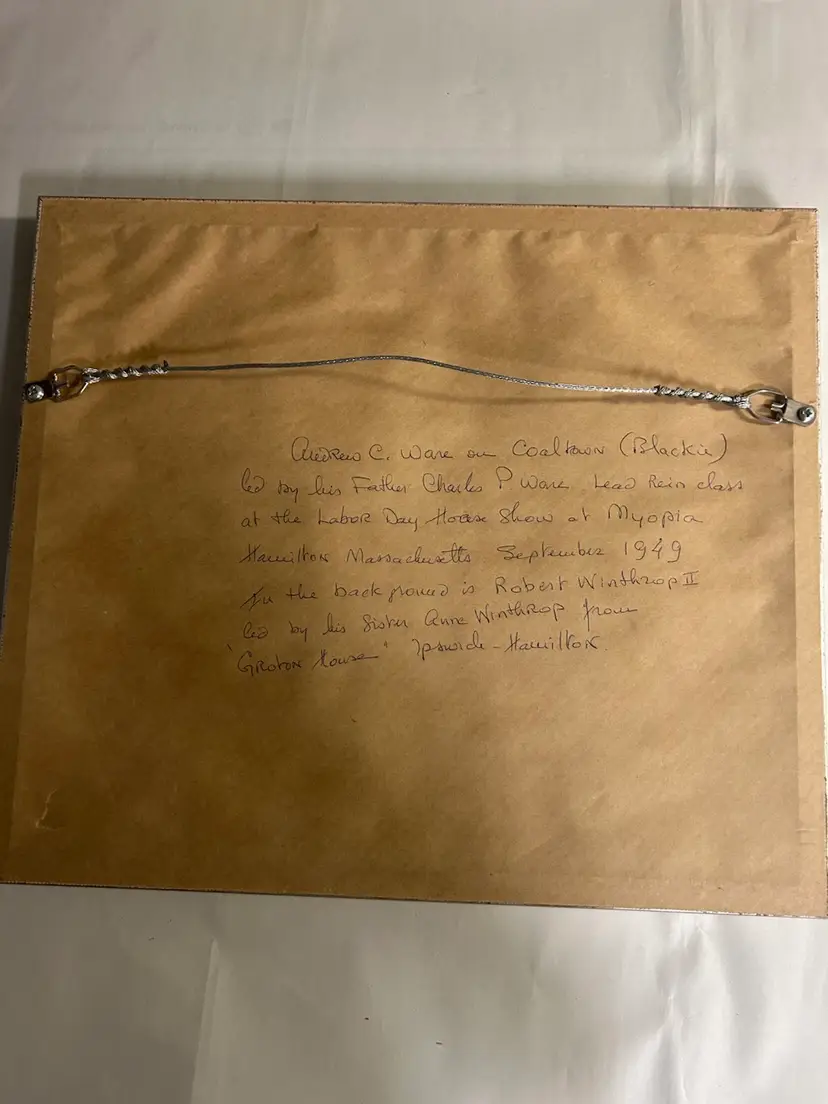 Andrew C. Ware on Coaltown (Blackie)
led by his Father Charles P Ware. Lead Rein class
at the Labor Day Horse Show at Myopia
Hamilton Massachusetts September 1949
In the background is Robert Winthrop II
led by his Sister Anne Winthrop from
"Groton House" Ipswich - Hamilton.